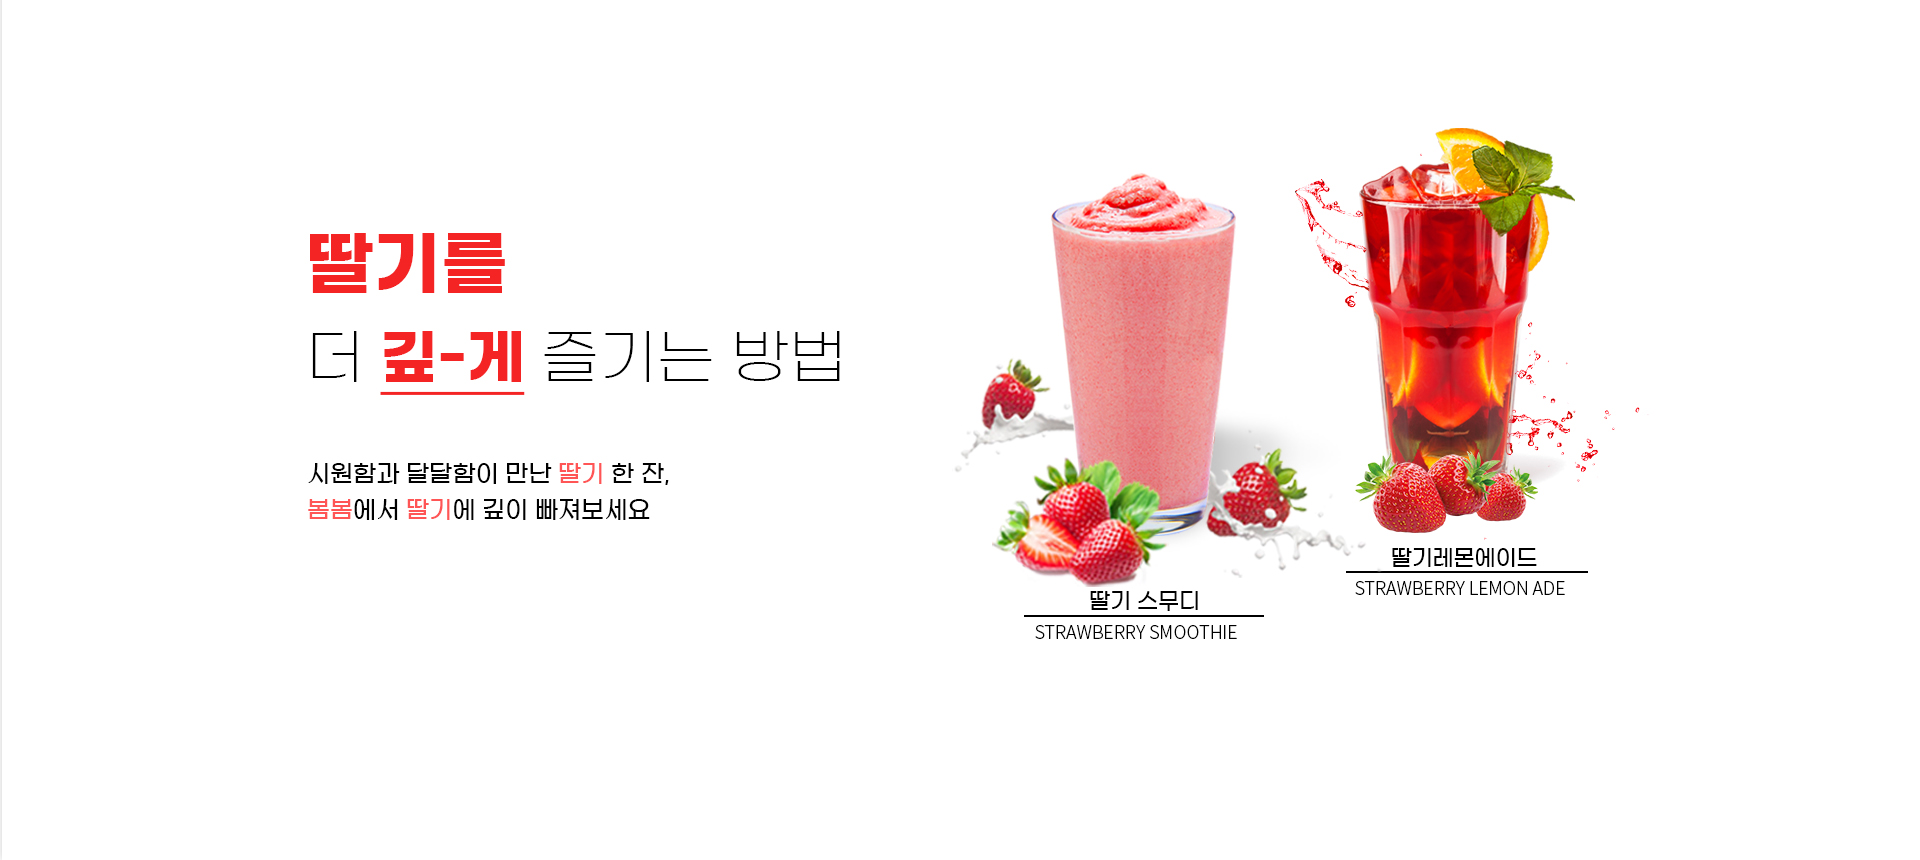 딸기를
더 깊-게 즐기는 방법
시원함과 달달함이 만난 딸기 한 잔,
봄봄에서 딸기에 깊이 빠져보세요
딸기 스무디
STRAWBERRY SMOOTHIE
딸기레몬에이드
STRAWBERRY LEMON ADE